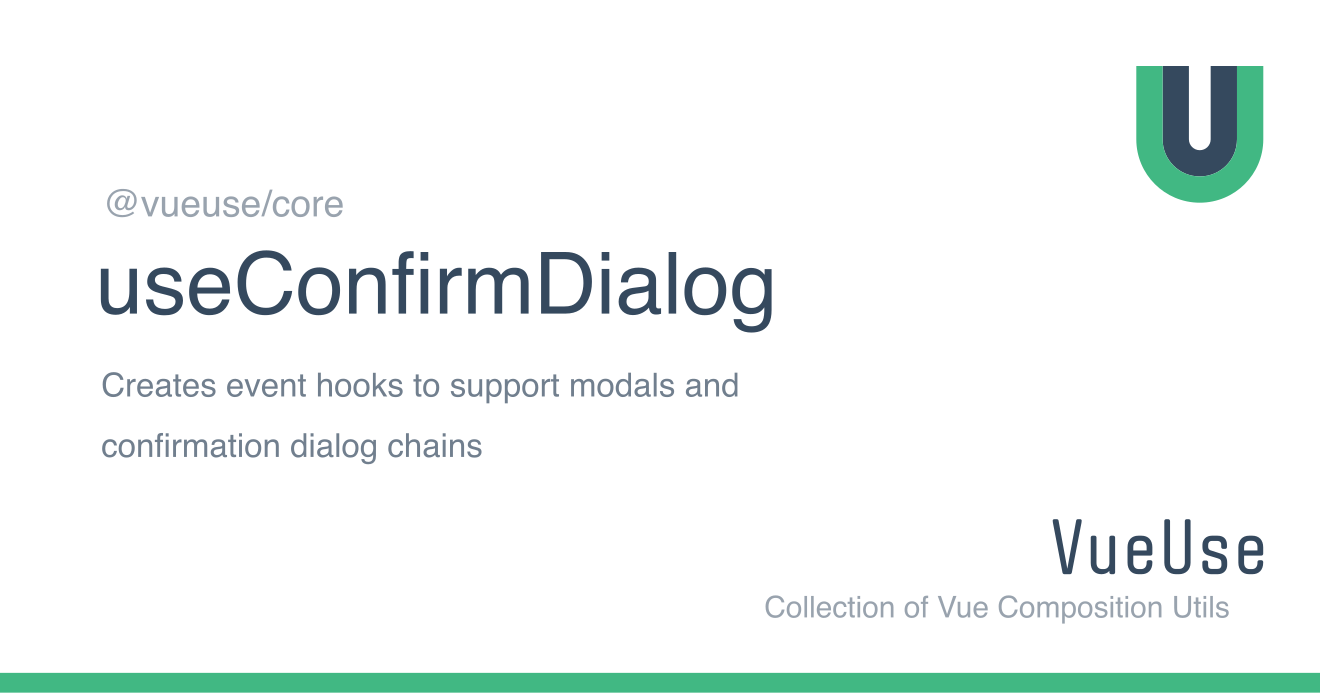 @vueuse/core
useConfirmDialog
Creates event hooks to support modals and
confirmation dialog chains
VueUse
Collection of Vue Composition Utils